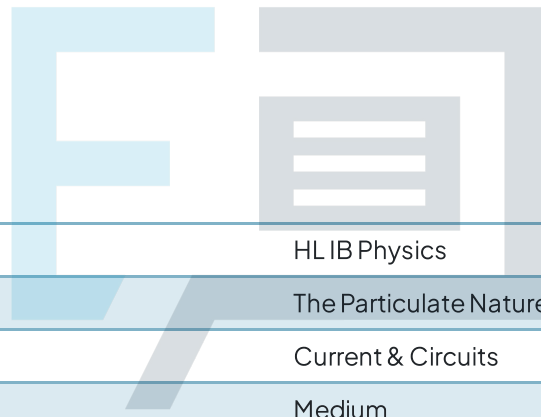 HL IB Physics
The Particulate Nature
Current & Circuits
Medium